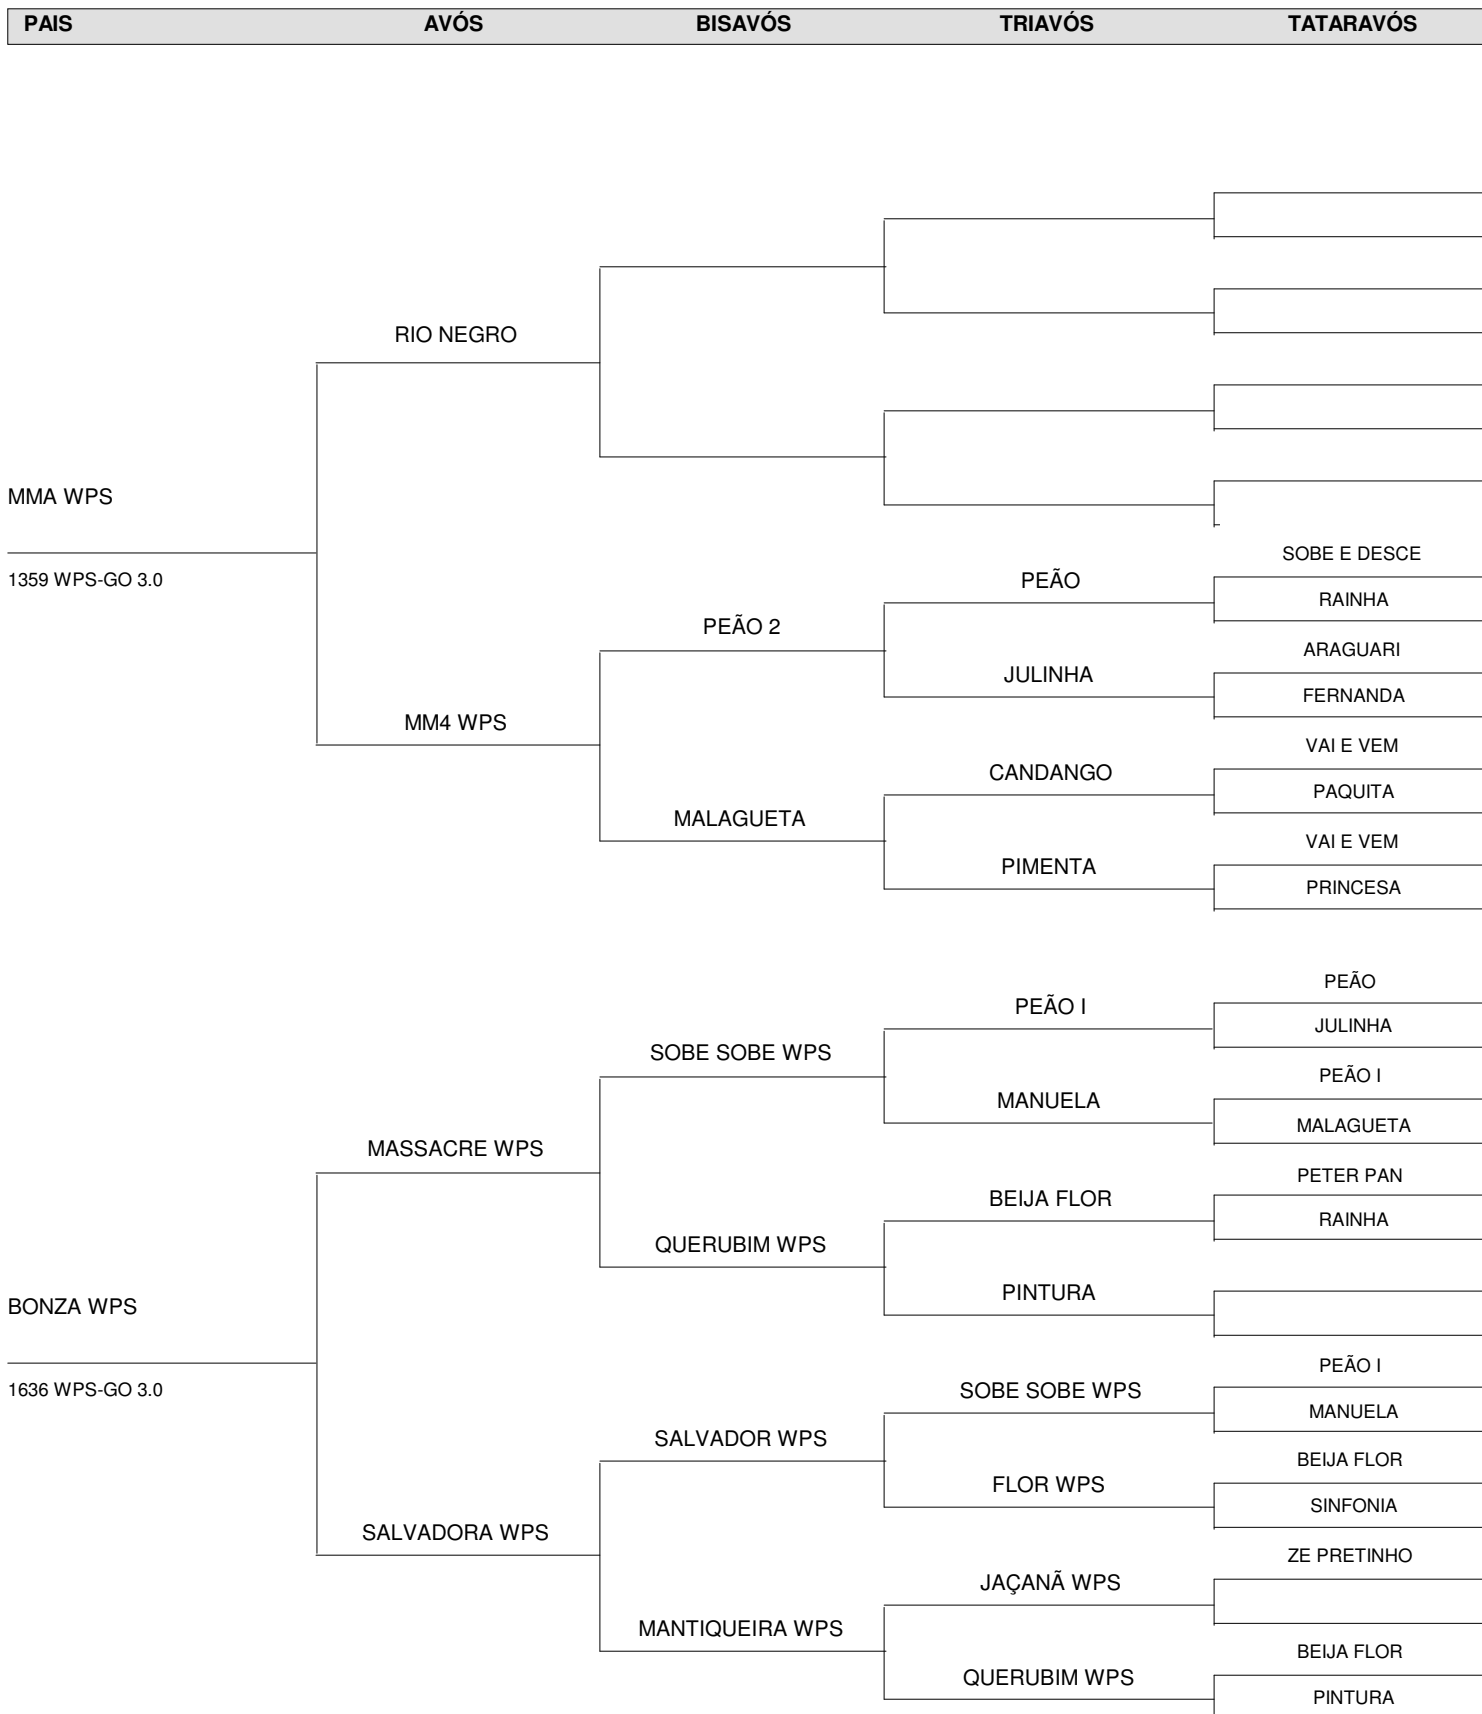 PAIS AVÓS BISAVÓS TRIAVÓS TATARAVÓS
RIO NEGRO
MMA WPS
SOBE E DESCE
1359 WPS-GO 3.0
PEÃO
RAINHA
PEÃO 2
ARAGUARI
JULINHA
FERNANDA
MM4 WPS
VAI E VEM
CANDANGO
PAQUITA
MALAGUETA
VAI E VEM
PIMENTA
PRINCESA
PEÃO
PEÃO I
JULINHA
SOBE SOBE WPS
PEÃO I
MANUELA
MALAGUETA
MASSACRE WPS
PETER PAN
BEIJA FLOR
RAINHA
QUERUBIM WPS
PINTURA
BONZA WPS
PEÃO I
1636 WPS-GO 3.0
SOBE SOBE WPS
MANUELA
SALVADOR WPS
BEIJA FLOR
FLOR WPS
SINFONIA
SALVADORA WPS
ZE PRETINHO
JAÇANÃ WPS
MANTIQUEIRA WPS
BEIJA FLOR
QUERUBIM WPS
PINTURA